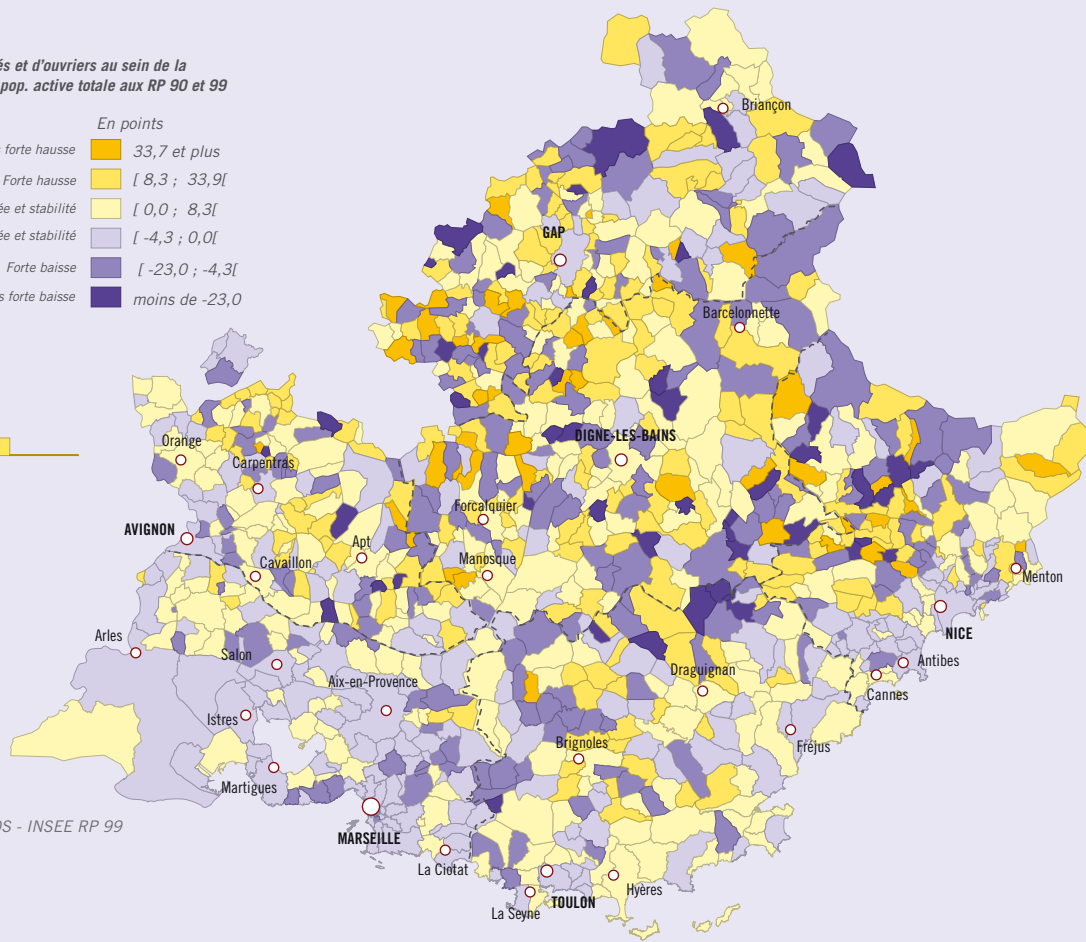 és et d'ouvriers au sein de la
pop. active totale aux RP 90 et 99
En points
forte hausse 33,7 et plus
Forte hausse [ 8,3 ; 33,9[
ée et stabilité [ 0,0 ; 8,3[
ée et stabilité [ -4,3 ; 0,0[
Forte baisse [ -23,0 ; -4,3[
s forte baisse moins de -23,0
Briançon
GAP
Barcelonnette
DIGNE-LES-BAINS
Orange
Carpentras
Forcalquier
AVIGNON
Apt
Cavaillon
Manosque
Menton
Arles
NICE
Salon
Antibes
Draguignan
Aix-en-Provence
Cannes
Istres
Fréjus
Brignoles
Martigues
OS - INSEE RP 99
MARSEILLE
La Ciotat
Hyères
TOULON
La Seyne